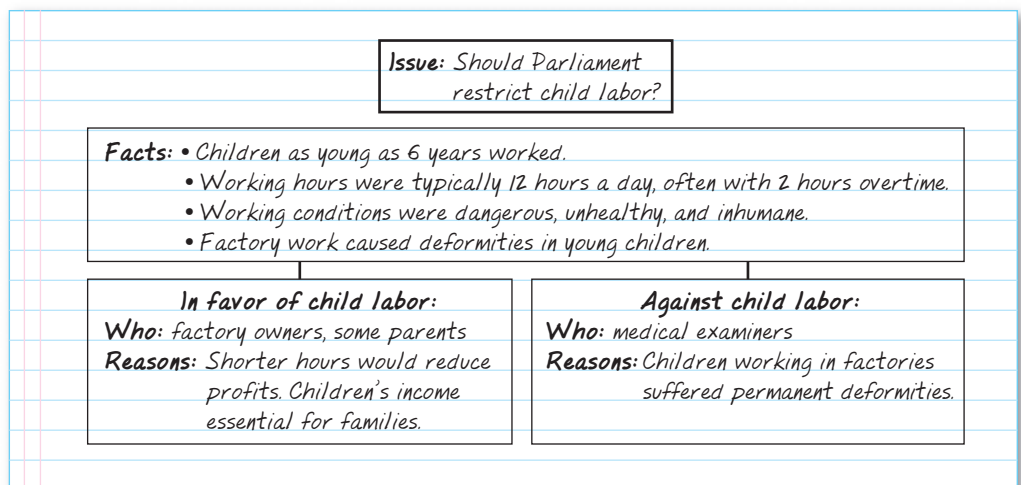 Issue: Should Parliament
restrict child labor?
Facts: • Children as young as 6 years worked.
• Working hours were typically 12 hours a day, often with 2 hours overtime.
• Working conditions were dangerous, unhealthy, and inhumane.
• Factory work caused deformities in young children.
In favor of child labor:
Who: factory owners, some parents
Reasons: Shorter hours would reduce
profits. Children's income
essential for families.
Against child labor:
Who: medical examiners
Reasons: Children working in factories
suffered permanent deformities.